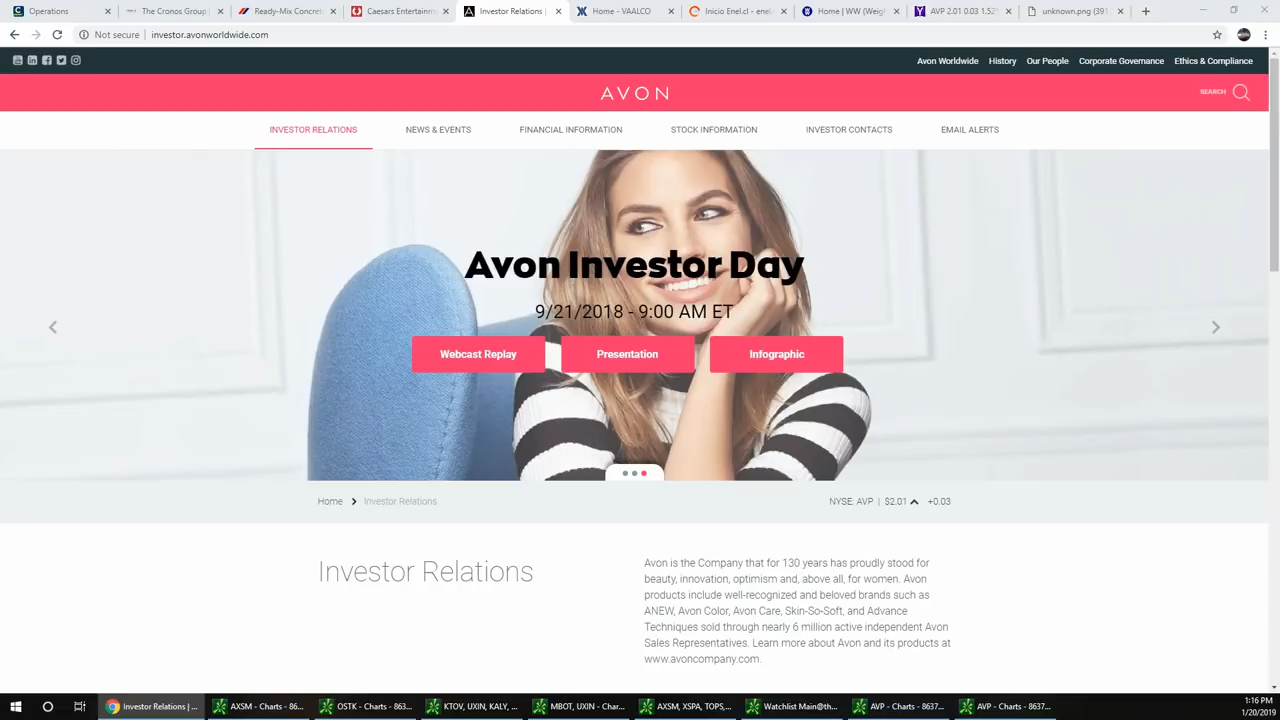 Operations
The Cronos Group
Ready-Mix Concre
Caesars Entertainm
Investor Relations
Home - VAALCO
Inicio Enel.cl - enel
Home | WW (Weig
AVP 2.01 0.03 1.52
unknown.png (391
Not secure | investor.avonworldwide.com
Avon Worldwide History Our People Corporate Governance Ethics & Compliance
AVON
SEARCH
INVESTOR RELATIONS NEWS & EVENTS FINANCIAL INFORMATION STOCK INFORMATION INVESTOR CONTACTS EMAIL ALERTS
Avon Investor Day
9/21/2018 - 9:00 AM ET
Webcast Replay Presentation Infographic
Home Investor Relations
NYSE: AVP | $2.01 +0.03
Investor Relations
Avon is the Company that for 130 years has proudly stood for
beauty, innovation, optimism and, above all, for women. Avon
products include well-recognized and beloved brands such as
ANEW, Avon Color, Avon Care, Skin-So-Soft, and Advance
Techniques sold through nearly 6 million active independent Avon
Sales Representatives. Learn more about Avon and its products at
www.avoncompany.com.
Investor Relations | ...
AXSM - Charts - 86...
OSTK - Charts - 863...
KTOV, UXIN, KALY, ...
MBOT, UXIN - Char...
AXSM, XSPA, TOPS,...
Watchlist Main@th...
AVP - Charts - 8637...
AVP - Charts - 8637...
1:16 PM
1/20/2019